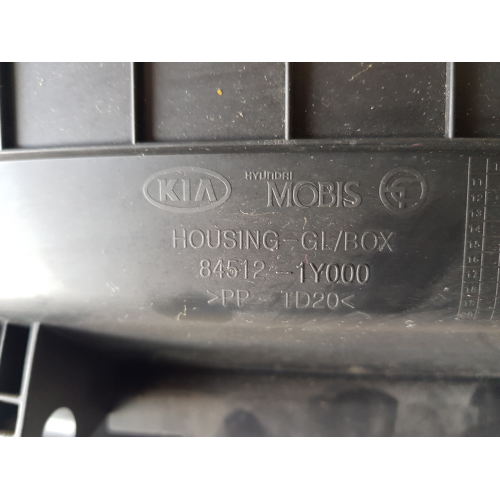 KIA HYUNDAI MOBIS
HOUSING-GL/BOX
84512-1Y000
>PP-TD20<